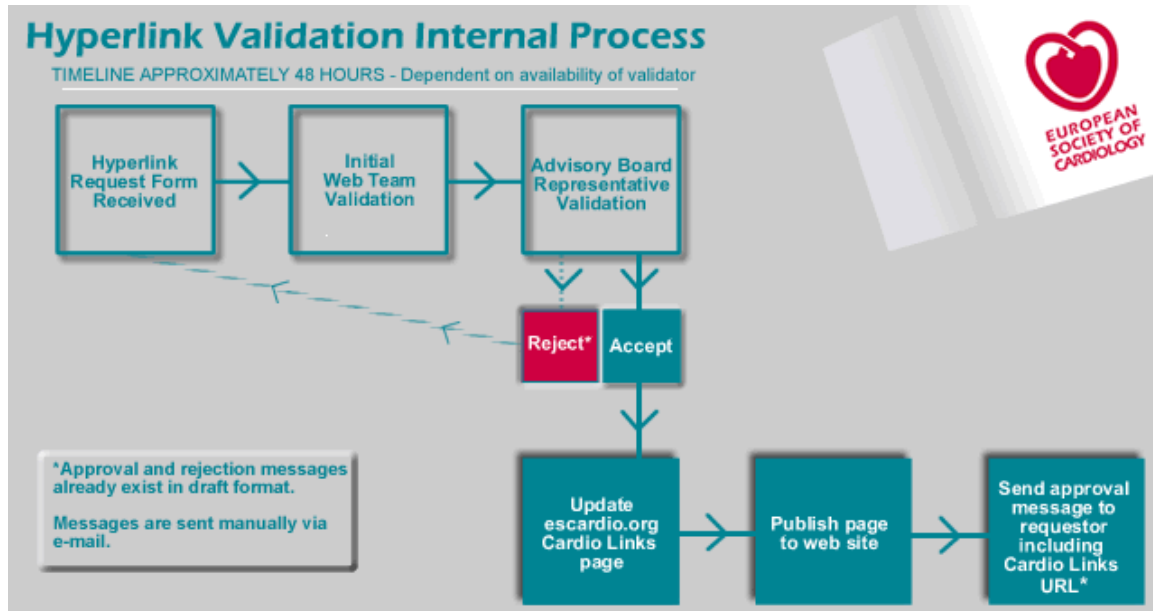 Hyperlink Validation Internal Process
TIMELINE APPROXIMATELY 48 HOURS - Dependent on availability of validator
EUROPEAN
SOCIETY OF
CARDIOLOGY
Hyperlink
Request Form
Received
Initial
Web Team
Validation
Advisory Board
Representative
Validation
Reject*
Accept
*Approval and rejection messages
already exist in draft format.
Messages are sent manually via
e-mail.
Update
escardio.org
Cardio Links
page
Publish page
to web site
Send approval
message to
requestor
including
Cardio Links
URL*